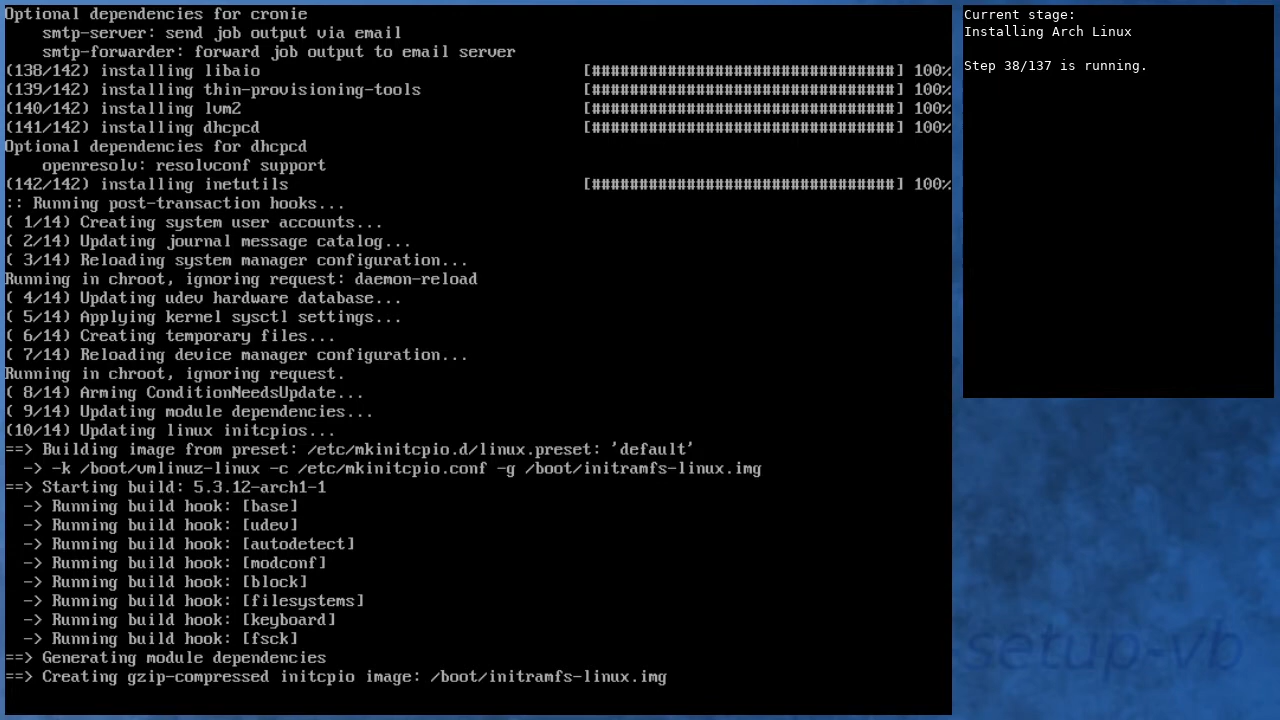 Optional dependencies for cronie
    smtp-server: send job output via email
    smtp-forwarder: forward job output to email server
(138/142) installing libaio [################################] 100%
(139/142) installing thin-provisioning-tools [################################] 100%
(140/142) installing lvm2 [################################] 100%
(141/142) installing dhcpcd [################################] 100%
Optional dependencies for dhcpcd
    openresolv: resolvconf support
(142/142) installing inetutils [################################] 100%
:: Running post-transaction hooks...
( 1/14) Creating system user accounts...
( 2/14) Updating journal message catalog...
( 3/14) Reloading system manager configuration...
Running in chroot, ignoring request: daemon-reload
( 4/14) Updating udev hardware database...
( 5/14) Applying kernel sysctl settings...
( 6/14) Creating temporary files...
( 7/14) Reloading device manager configuration...
Running in chroot, ignoring request.
( 8/14) Arming ConditionNeedsUpdate...
( 9/14) Updating module dependencies...
(10/14) Updating linux initcpios...
==> Building image from preset: /etc/mkinitcpio.d/linux.preset: 'default'
  -> -k /boot/vmlinuz-linux -c /etc/mkinitcpio.conf -g /boot/initramfs-linux.img
==> Starting build: 5.3.12-arch1-1
  -> Running build hook: [base]
  -> Running build hook: [udev]
  -> Running build hook: [autodetect]
  -> Running build hook: [modconf]
  -> Running build hook: [block]
  -> Running build hook: [filesystems]
  -> Running build hook: [keyboard]
  -> Running build hook: [fsck]
==> Generating module dependencies
==> Creating gzip-compressed initcpio image: /boot/initramfs-linux.img
Current stage:
Installing Arch Linux
Step 38/137 is running.
setup-vb